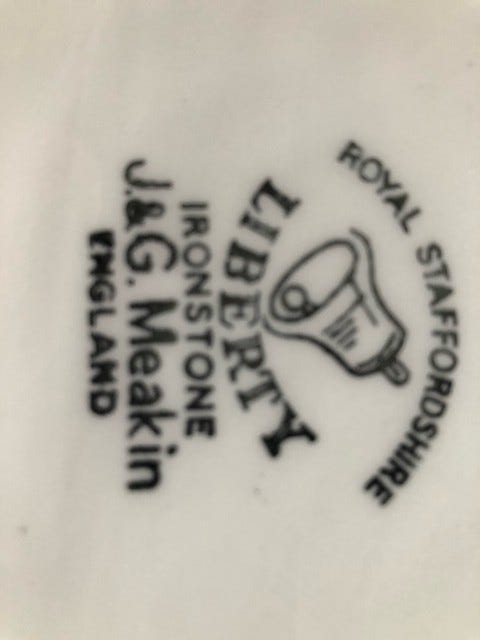 ROYAL STAFFORDSHIRE
LIBERTY
IRONSTONE
J.&G. Meakin
ENGLAND